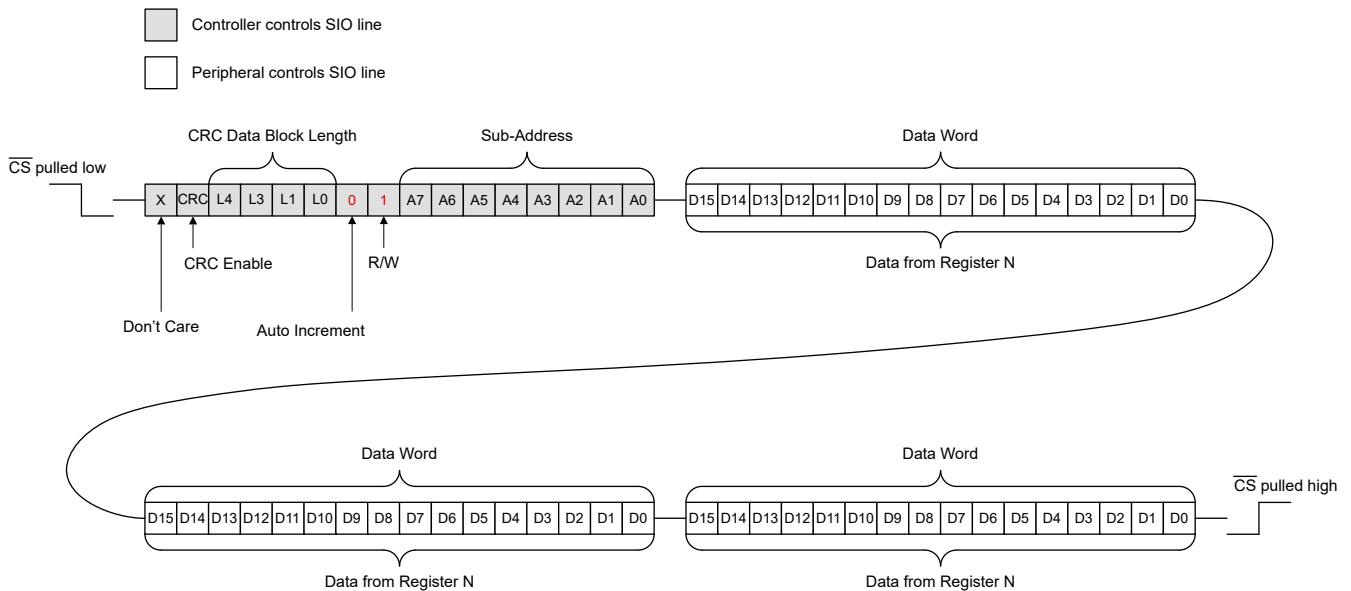 Controller controls SIO line
Peripheral controls SIO line
CRC Data Block Length
Sub-Address
Data Word
CS pulled low
X CRC L4 L3 L1 L0 0 1 A7 A6 A5 A4 A3 A2 A1 A0 D15 D14 D13 D12 D11 D10 D9 D8 D7 D6 D5 D4 D3 D2 D1 D0
CRC Enable
R/W
Data from Register N
Don't Care
Auto Increment
Data Word
Data Word
CS pulled high
D15 D14 D13 D12 D11 D10 D9 D8 D7 D6 D5 D4 D3 D2 D1 D0 D15 D14 D13 D12 D11 D10 D9 D8 D7 D6 D5 D4 D3 D2 D1 D0
Data from Register N
Data from Register N